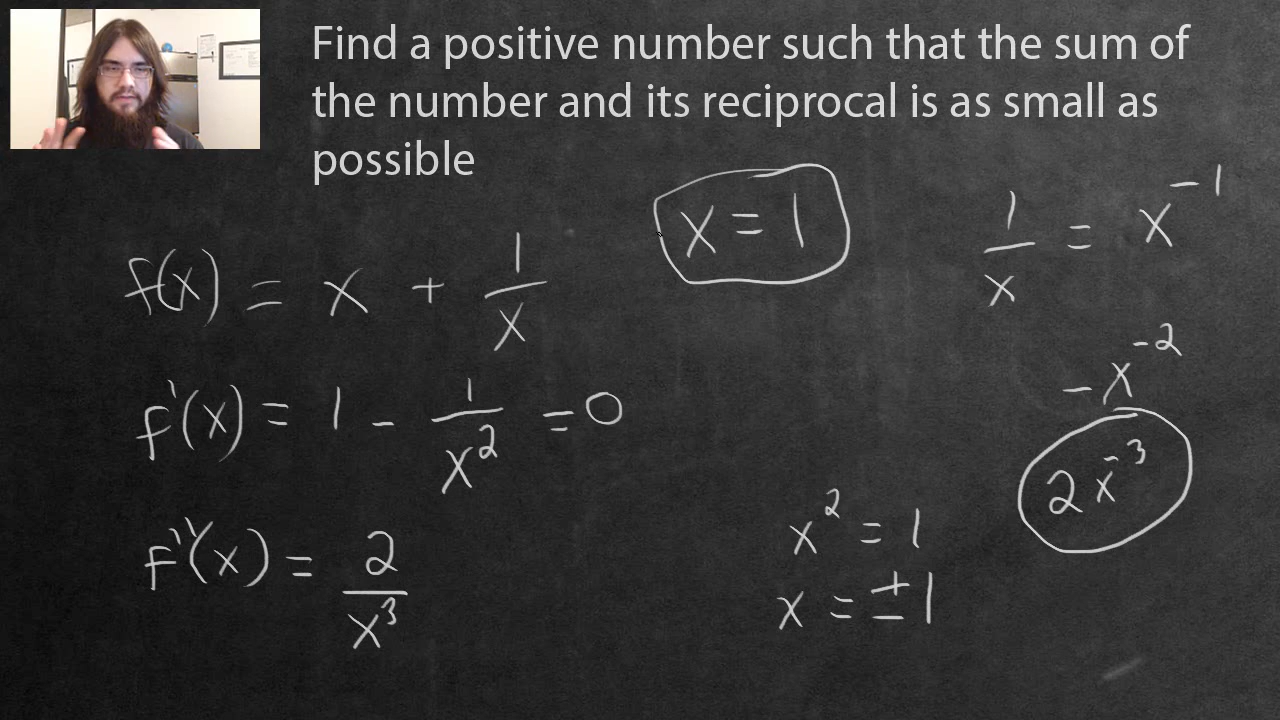 Find a positive number such that the sum of
the number and its reciprocal is as small as
possible
x = 1
1/x = x^-1
f(x) = x + 1/x
-x^-2
f'(x) = 1 - 1/x^2 = 0
2x^-3
x^2 = 1
f''(x) = 2/x^3
x = ±1